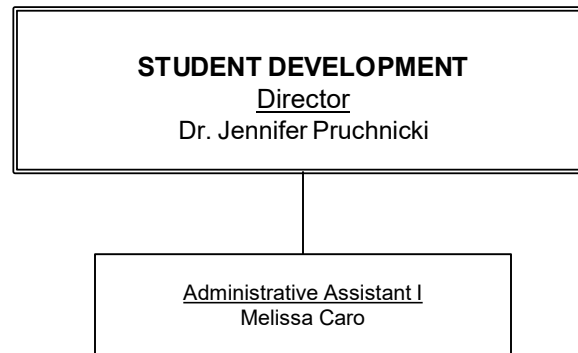 STUDENT DEVELOPMENT
Director
Dr. Jennifer Pruchnicki
Administrative Assistant I
Melissa Caro